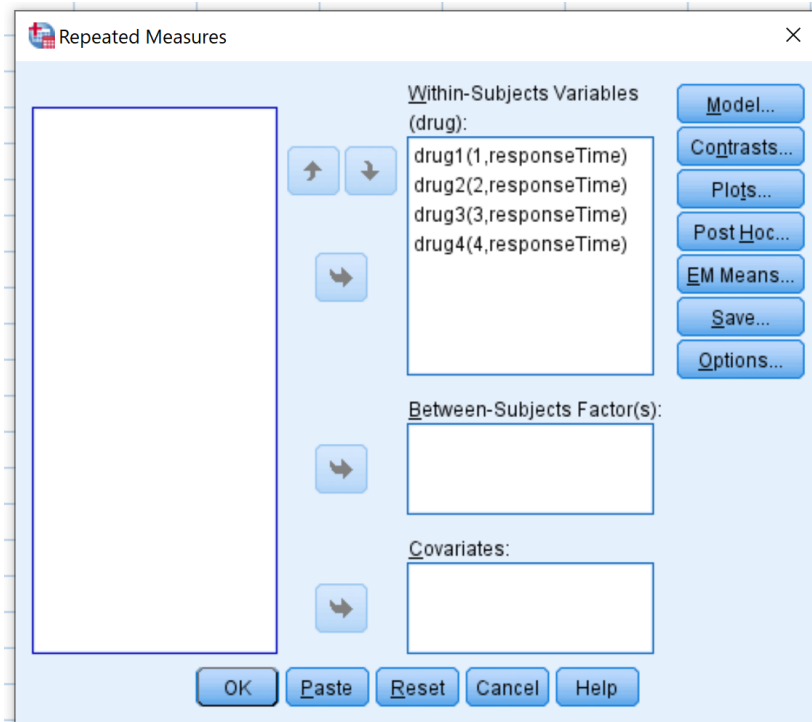 Repeated Measures
Within-Subjects Variables
(drug):
drug1(1,responseTime)
drug2(2,responseTime)
drug3(3,responseTime)
drug4(4,responseTime)
Model...
Contrasts...
Plots...
Post Hoc...
EM Means...
Save...
Options...
Between-Subjects Factor(s):
Covariates:
OK
Paste
Reset
Cancel
Help